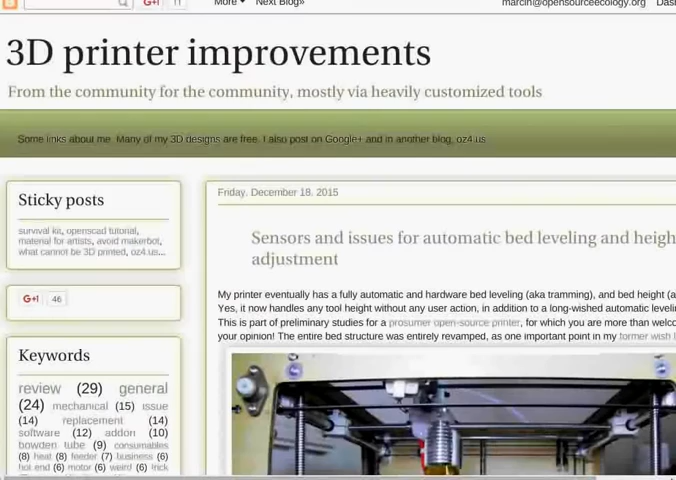 G+1 11 More Next Blog» marcin@opensourceecology.org
3D printer improvements
From the community for the community, mostly via heavily customized tools
Some links about me. Many of my 3D designs are free. I also post on Google+ and in another blog, oz4.us
Sticky posts
survival kit, openscad tutorial,
material for artists, avoid makerbot,
what cannot be 3D printed, oz4.us...
G+1 46
Keywords
review (29) general
(24) mechanical (15) issue
(14) replacement (14)
software (12) addon (10)
bowden tube (9) consumables
(8) heat (8) feeder (7) business (6)
hot end (6) motor (6) weird (6) trick
Friday, December 18, 2015
Sensors and issues for automatic bed leveling and heigh
adjustment
My printer eventually has a fully automatic and hardware bed leveling (aka tramming), and bed height (a
Yes, it now handles any tool height without any user action, in addition to a long-wished automatic leveli
This is part of preliminary studies for a prosumer open-source printer, for which you are more than welco
your opinion! The entire bed structure was entirely revamped, as one important point in my former wish l